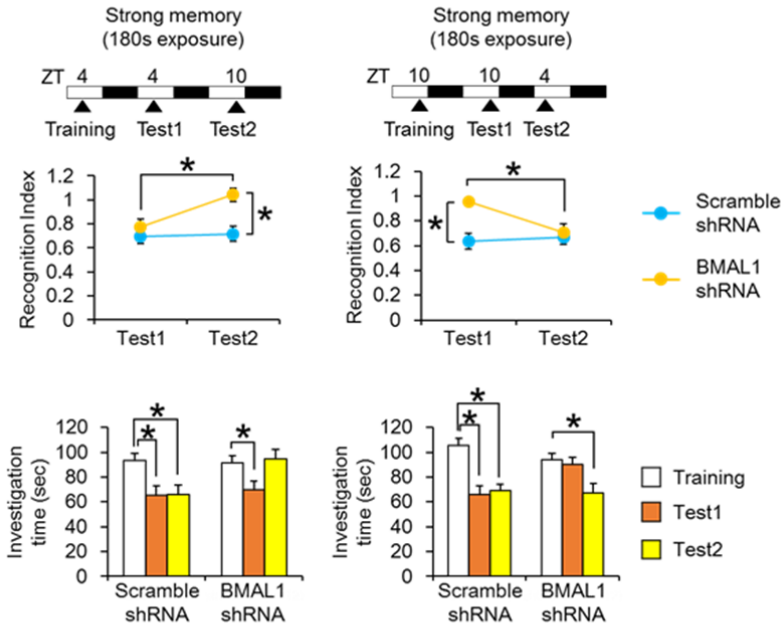 Strong memory
(180s exposure)
ZT 4 4 10
Training Test1 Test2
*
*
Recognition Index
1.2
1
0.8
0.6
0.4
0.2
0
Test1 Test2
Strong memory
(180s exposure)
ZT 10 10 4
Training Test1 Test2
*
*
Recognition Index
1.2
1
0.8
0.6
0.4
0.2
0
Test1 Test2
Scramble
shRNA
BMAL1
shRNA
*
*
*
Investigation
time (sec)
120
100
80
60
40
20
0
Scramble
shRNA
BMAL1
shRNA
*
*
*
Investigation
time (sec)
120
100
80
60
40
20
0
Scramble
shRNA
BMAL1
shRNA
Training
Test1
Test2